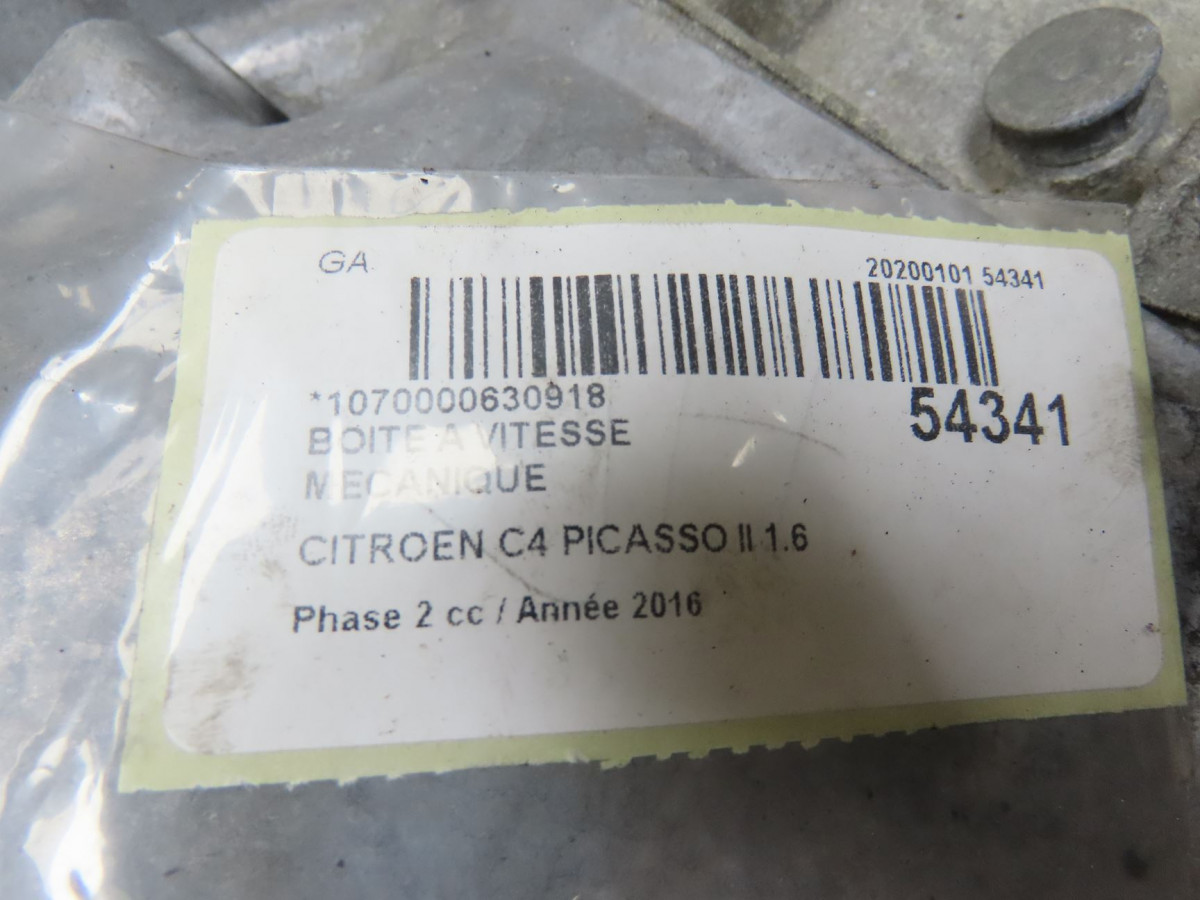 GA
20200101 54341
*1070000630918
54341
BOITE A VITESSE
MECANIQUE
CITROEN C4 PICASSO II 1.6
Phase 2 cc / Année 2016